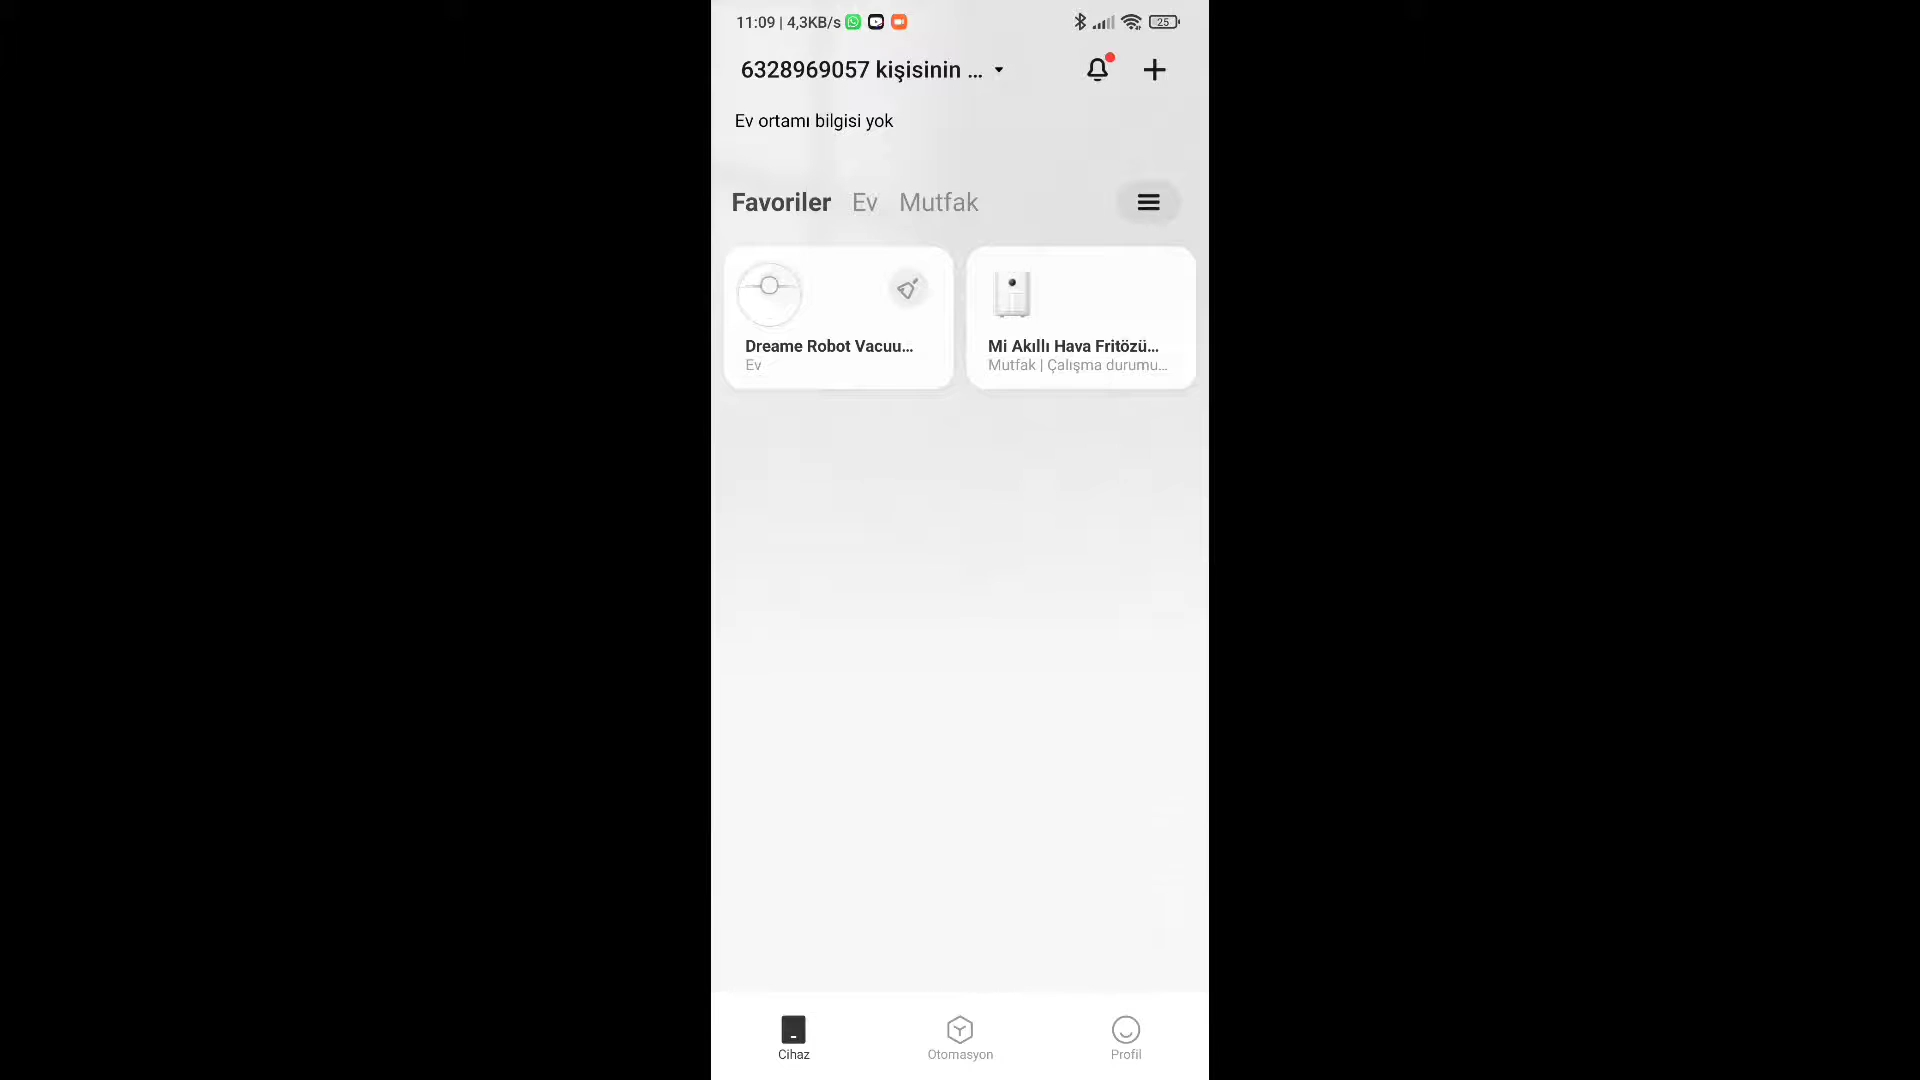 11:09 | 4,3KB/s
25
6328969057 kişisinin ...
Ev ortamı bilgisi yok
Favoriler Ev Mutfak
Dreame Robot Vacuu...
Ev
Mi Akıllı Hava Fritözü...
Mutfak | Çalışma durumu...
Cihaz Otomasyon Profil